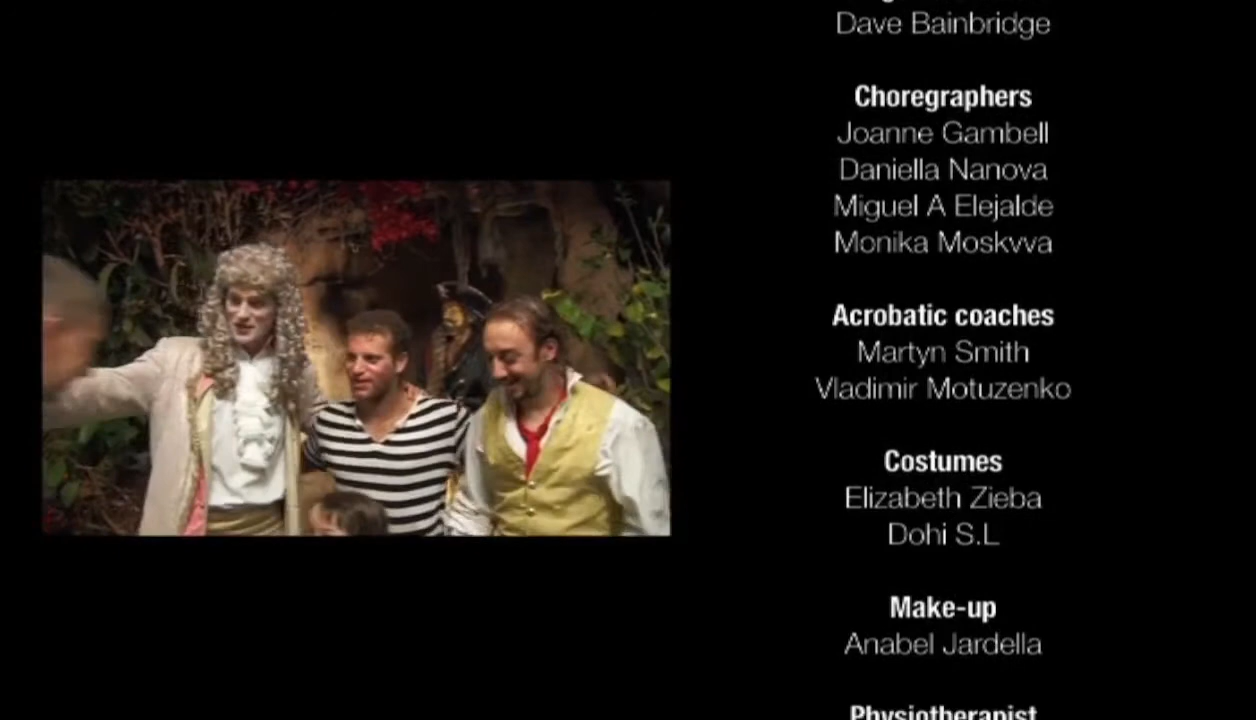 Dave Bainbridge
Choregraphers
Joanne Gambell
Daniella Nanova
Miguel A Elejalde
Monika Moskvva
Acrobatic coaches
Martyn Smith
Vladimir Motuzenko
Costumes
Elizabeth Zieba
Dohi S.L
Make-up
Anabel Jardella
Physiotherapist